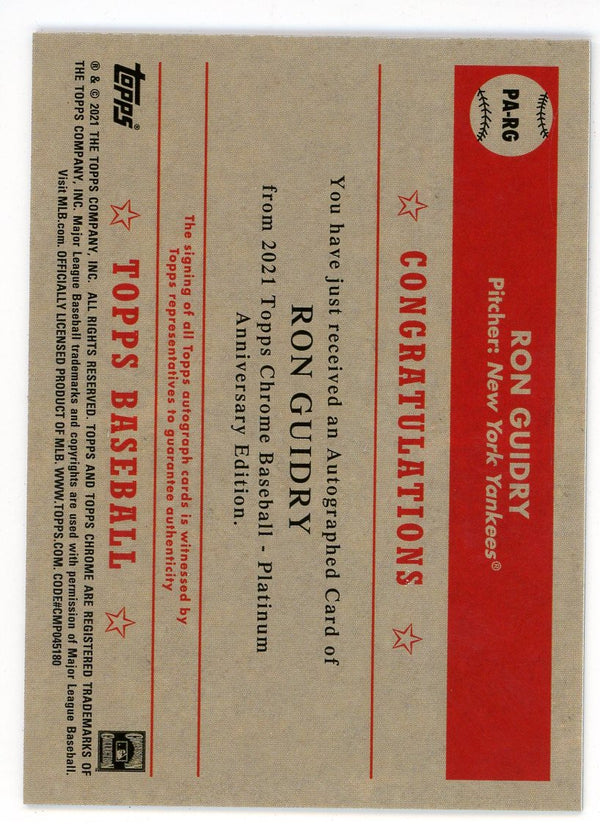 PA-RG
RON GUIDRY
Pitcher: New York Yankees®
CONGRATULATIONS
You have just received an Autographed Card of
RON GUIDRY
from 2021 Topps Chrome Baseball - Platinum
Anniversary Edition.
The signing of all Topps autograph cards is witnessed by
Topps representatives to guarantee authenticity
TOPPS BASEBALL
topps®
® & © 2021 THE TOPPS COMPANY, INC. ALL RIGHTS RESERVED. TOPPS AND TOPPS CHROME ARE REGISTERED TRADEMARKS OF
THE TOPPS COMPANY, INC. Major League Baseball trademarks and copyrights are used with permission of Major League Baseball.
Visit MLB.com. OFFICIALLY LICENSED PRODUCT OF MLB. WWW.TOPPS.COM. CODE#CMP045180